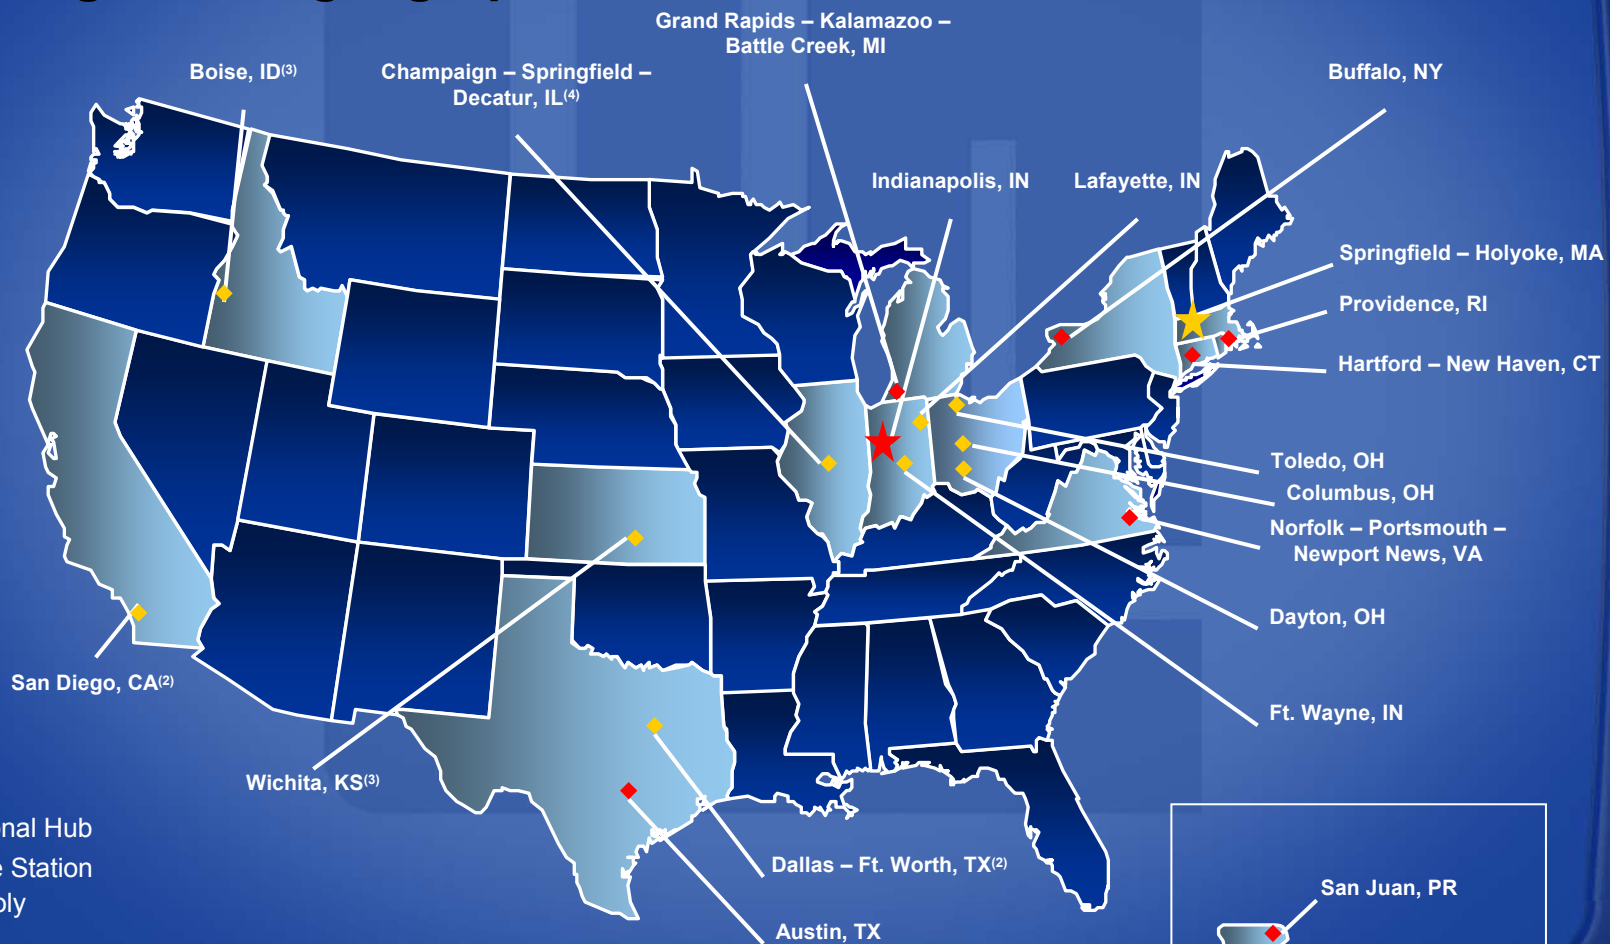 Grand Rapids – Kalamazoo –
Battle Creek, MI
Boise, ID(3)
Champaign – Springfield –
Decatur, IL(4)
Buffalo, NY
Indianapolis, IN
Lafayette, IN
Springfield – Holyoke, MA
Providence, RI
Hartford – New Haven, CT
Toledo, OH
Columbus, OH
Norfolk – Portsmouth –
Newport News, VA
Dayton, OH
San Diego, CA(2)
Ft. Wayne, IN
Wichita, KS(3)
onal Hub
e Station
Dallas – Ft. Worth, TX(2)
San Juan, PR
ply
Austin, TX